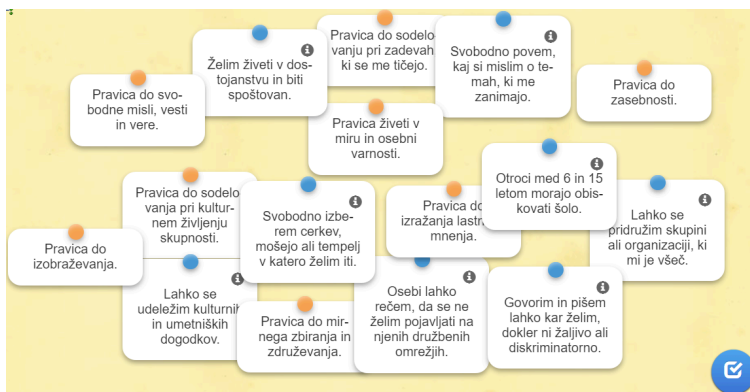 Pravica do sodelo-
vanju pri zadevah,
ki se me tičejo.
Želim živeti v dos-
tojanstvu in biti
spoštovan.
Svobodno povem,
kaj si mislim o te-
mah, ki me
zanimajo.
Pravica do svo-
bodne misli, vesti
in vere.
Pravica do
zasebnosti.
Pravica živeti v
miru in osebni
varnosti.
Otroci med 6 in 15
letom morajo obis-
kovati šolo.
Pravica do sodelo
vanja pri kultur-
nem življenju
skupnosti.
Svobodno izbe-
rem cerkev,
mošejo ali tempelj
v katero želim iti.
Pravica do
izražanja lastn
mnenja.
Lahko se
pridružim skupini
ali organizaciji, ki
mi je všeč.
Pravica do
izobraževanja.
Lahko se
udeležim kulturnih
in umetniških
dogodkov.
Pravica do mir-
nega zbiranja in
združevanja.
Osebi lahko
rečem, da se ne
želim pojavljati na
njenih družbenih
omrežjih.
Govorim in pišem
lahko kar želim,
dokler ni žaljivo ali
diskriminatorno.